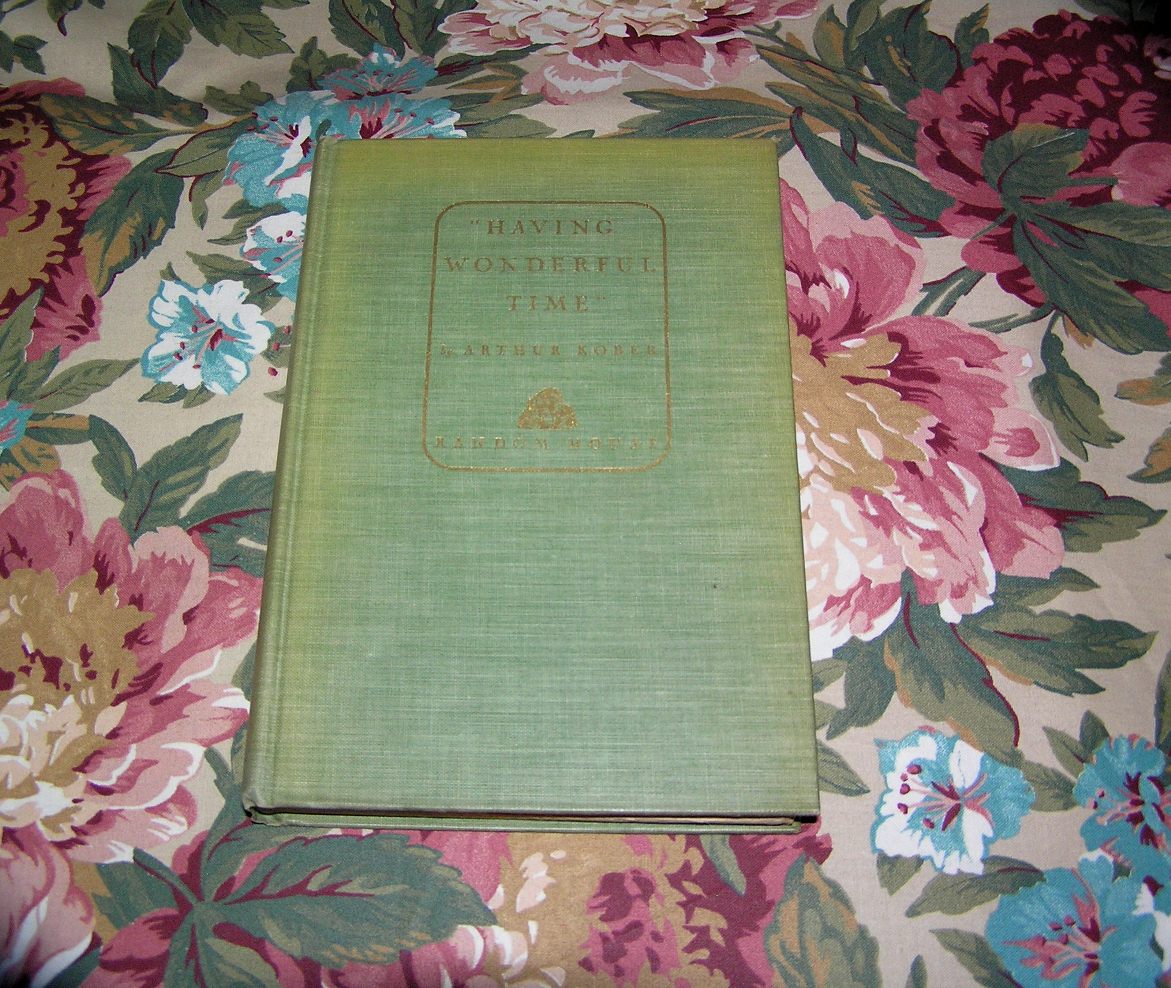 "HAVING
WONDERFUL
TIME"
by ARTHUR KOBER
RANDOM HOUSE